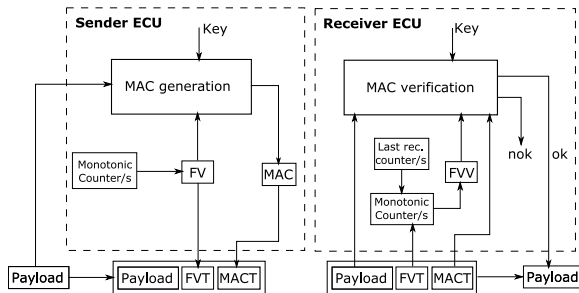 Sender ECU
Key
MAC generation
Monotonic
Counter/s
FV
MAC
Payload
Payload
FVT
MACT
Receiver ECU
Key
MAC verification
Last rec.
counter/s
FVV
Monotonic
Counter/s
nok
ok
Payload
FVT
MACT
Payload